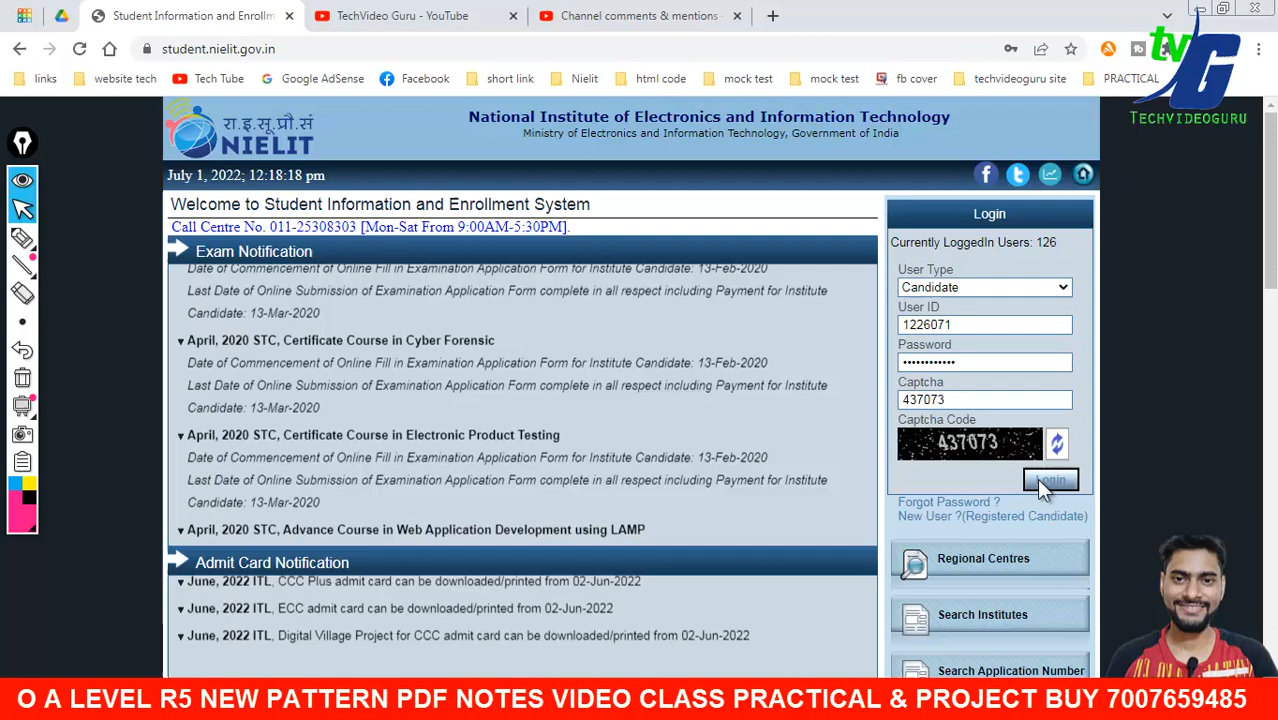 Student Information and Enrollm
TechVideo Guru - YouTube
Channel comments & mentions
student.nielit.gov.in
links
website tech
Tech Tube
Google AdSense
Facebook
short link
Nielit
html code
mock test
mock test
fb cover
techvideoguru site
PRACTICAL
tv G
TECHVIDEOGURU
रा.इ.सू.प्रौ.सं
NIELIT
National Institute of Electronics and Information Technology
Ministry of Electronics and Information Technology, Government of India
July 1, 2022; 12:18:18 pm
Welcome to Student Information and Enrollment System
Call Centre No. 011-25308303 [Mon-Sat From 9:00AM-5:30PM].
Exam Notification
Date of Commencement of Online Fill in Examination Application Form for Institute Candidate: 13-Feb-2020
Last Date of Online Submission of Examination Application Form complete in all respect including Payment for Institute
Candidate: 13-Mar-2020
April, 2020 STC, Certificate Course in Cyber Forensic
Date of Commencement of Online Fill in Examination Application Form for Institute Candidate: 13-Feb-2020
Last Date of Online Submission of Examination Application Form complete in all respect including Payment for Institute
Candidate: 13-Mar-2020
April, 2020 STC, Certificate Course in Electronic Product Testing
Date of Commencement of Online Fill in Examination Application Form for Institute Candidate: 13-Feb-2020
Last Date of Online Submission of Examination Application Form complete in all respect including Payment for Institute
Candidate: 13-Mar-2020
April, 2020 STC, Advance Course in Web Application Development using LAMP
Admit Card Notification
June, 2022 ITL, CCC Plus admit card can be downloaded/printed from 02-Jun-2022
June, 2022 ITL, ECC admit card can be downloaded/printed from 02-Jun-2022
June, 2022 ITL, Digital Village Project for CCC admit card can be downloaded/printed from 02-Jun-2022
Login
Currently LoggedIn Users: 126
User Type
Candidate
User ID
1226071
Password
••••••••••••
Captcha
437073
Captcha Code
437073
Login
Forgot Password ?
New User ?(Registered Candidate)
Regional Centres
Search Institutes
Search Application Number
O A LEVEL R5 NEW PATTERN PDF NOTES VIDEO CLASS PRACTICAL & PROJECT BUY 7007659485